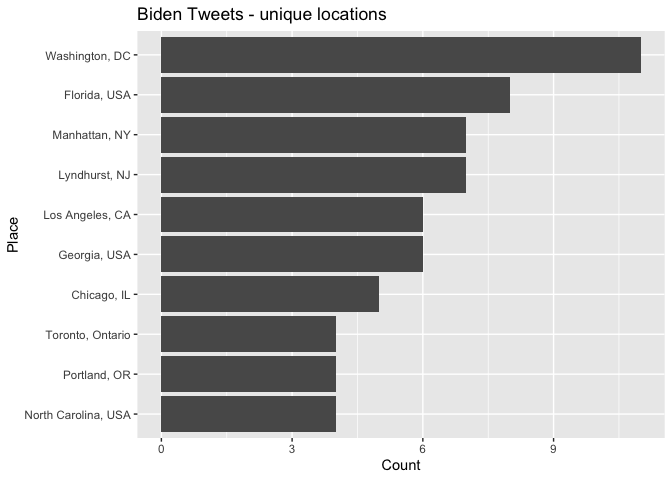 Biden Tweets - unique locations
Place
Washington, DC
Florida, USA
Manhattan, NY
Lyndhurst, NJ
Los Angeles, CA
Georgia, USA
Chicago, IL
Toronto, Ontario
Portland, OR
North Carolina, USA
0 3 6 9
Count